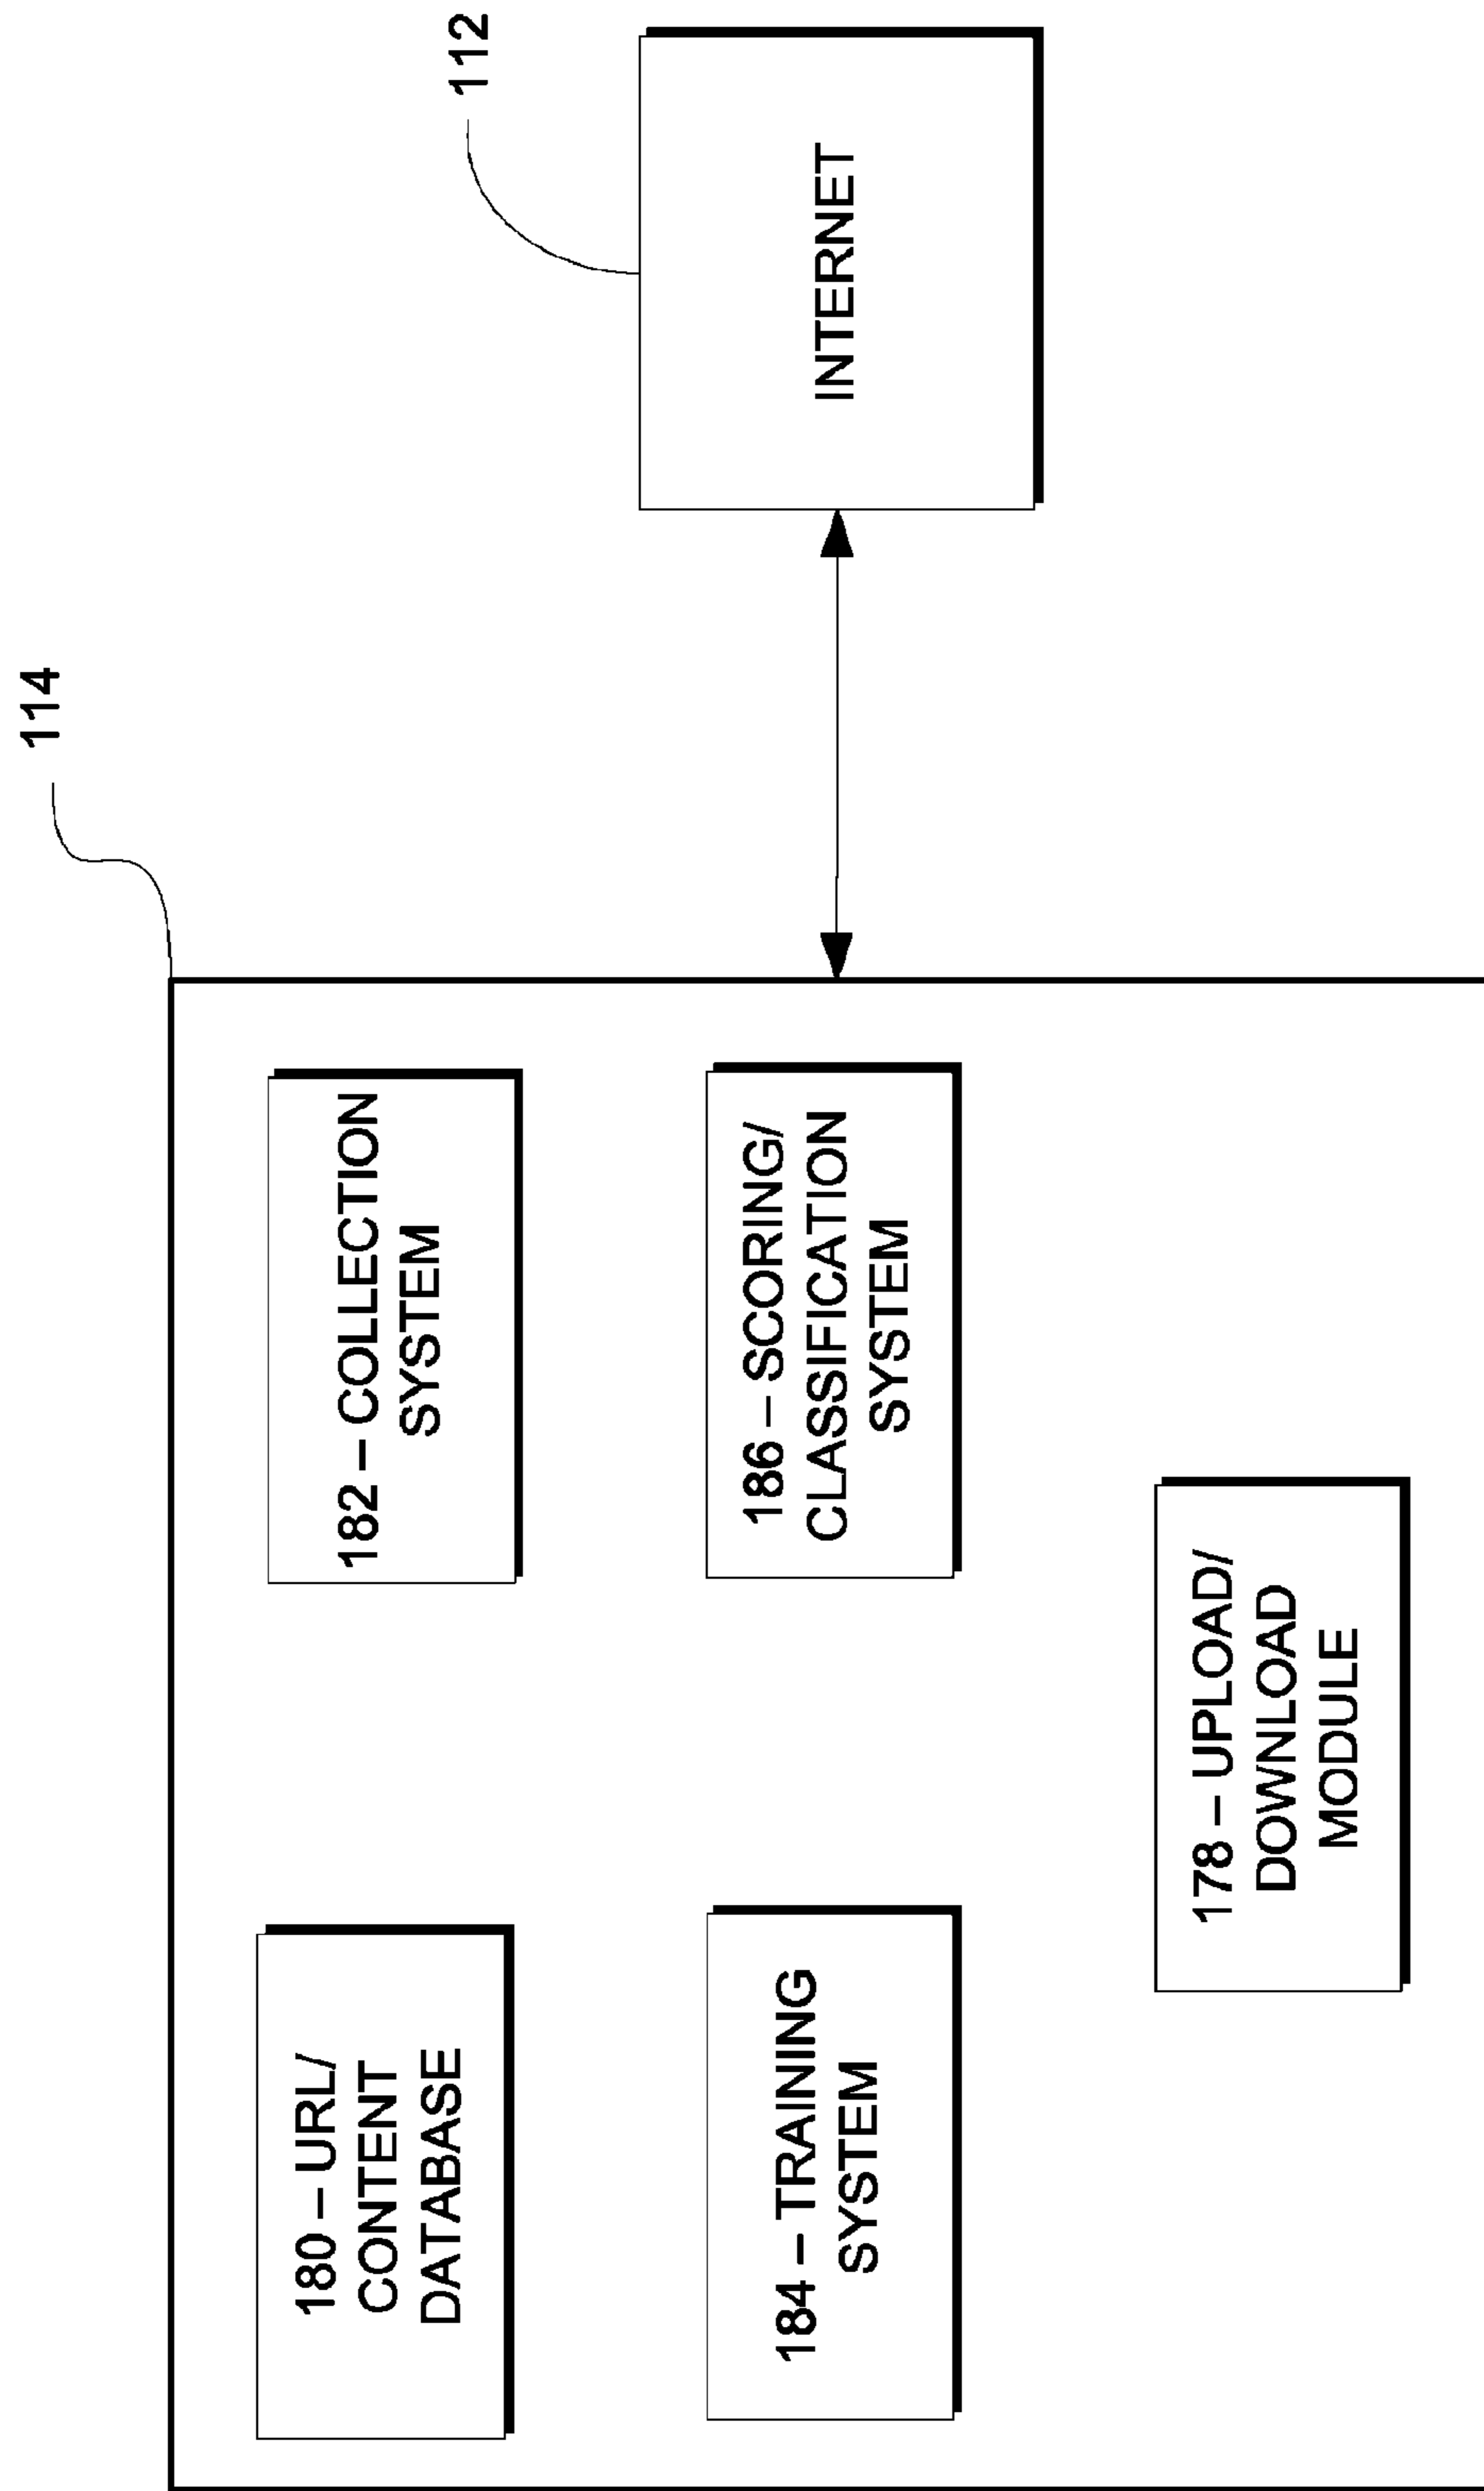 114
112
180 – URL/
CONTENT
DATABASE
182 – COLLECTION
SYSTEM
184 – TRAINING
SYSTEM
186 – SCORING/
CLASSIFICATION
SYSTEM
178 – UPLOAD/
DOWNLOAD
MODULE
INTERNET